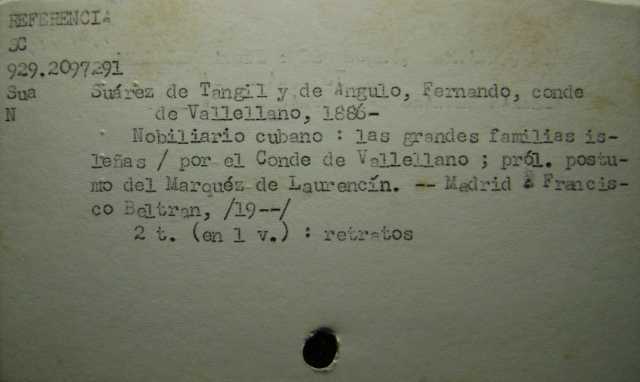 REFERENCIA
SC
929.2097291
Sua Suárez de Tangil y de Angulo, Fernando, conde
N de Vallellano, 1886-
Nobiliario cubano : las grandes familias is-
leñas / por el Conde de Vallellano ; pról. postu-
mo del Marquéz de Laurencín. -- Madrid : Francis-
co Beltran, /19--/
2 t. (en 1 v.) : retratos